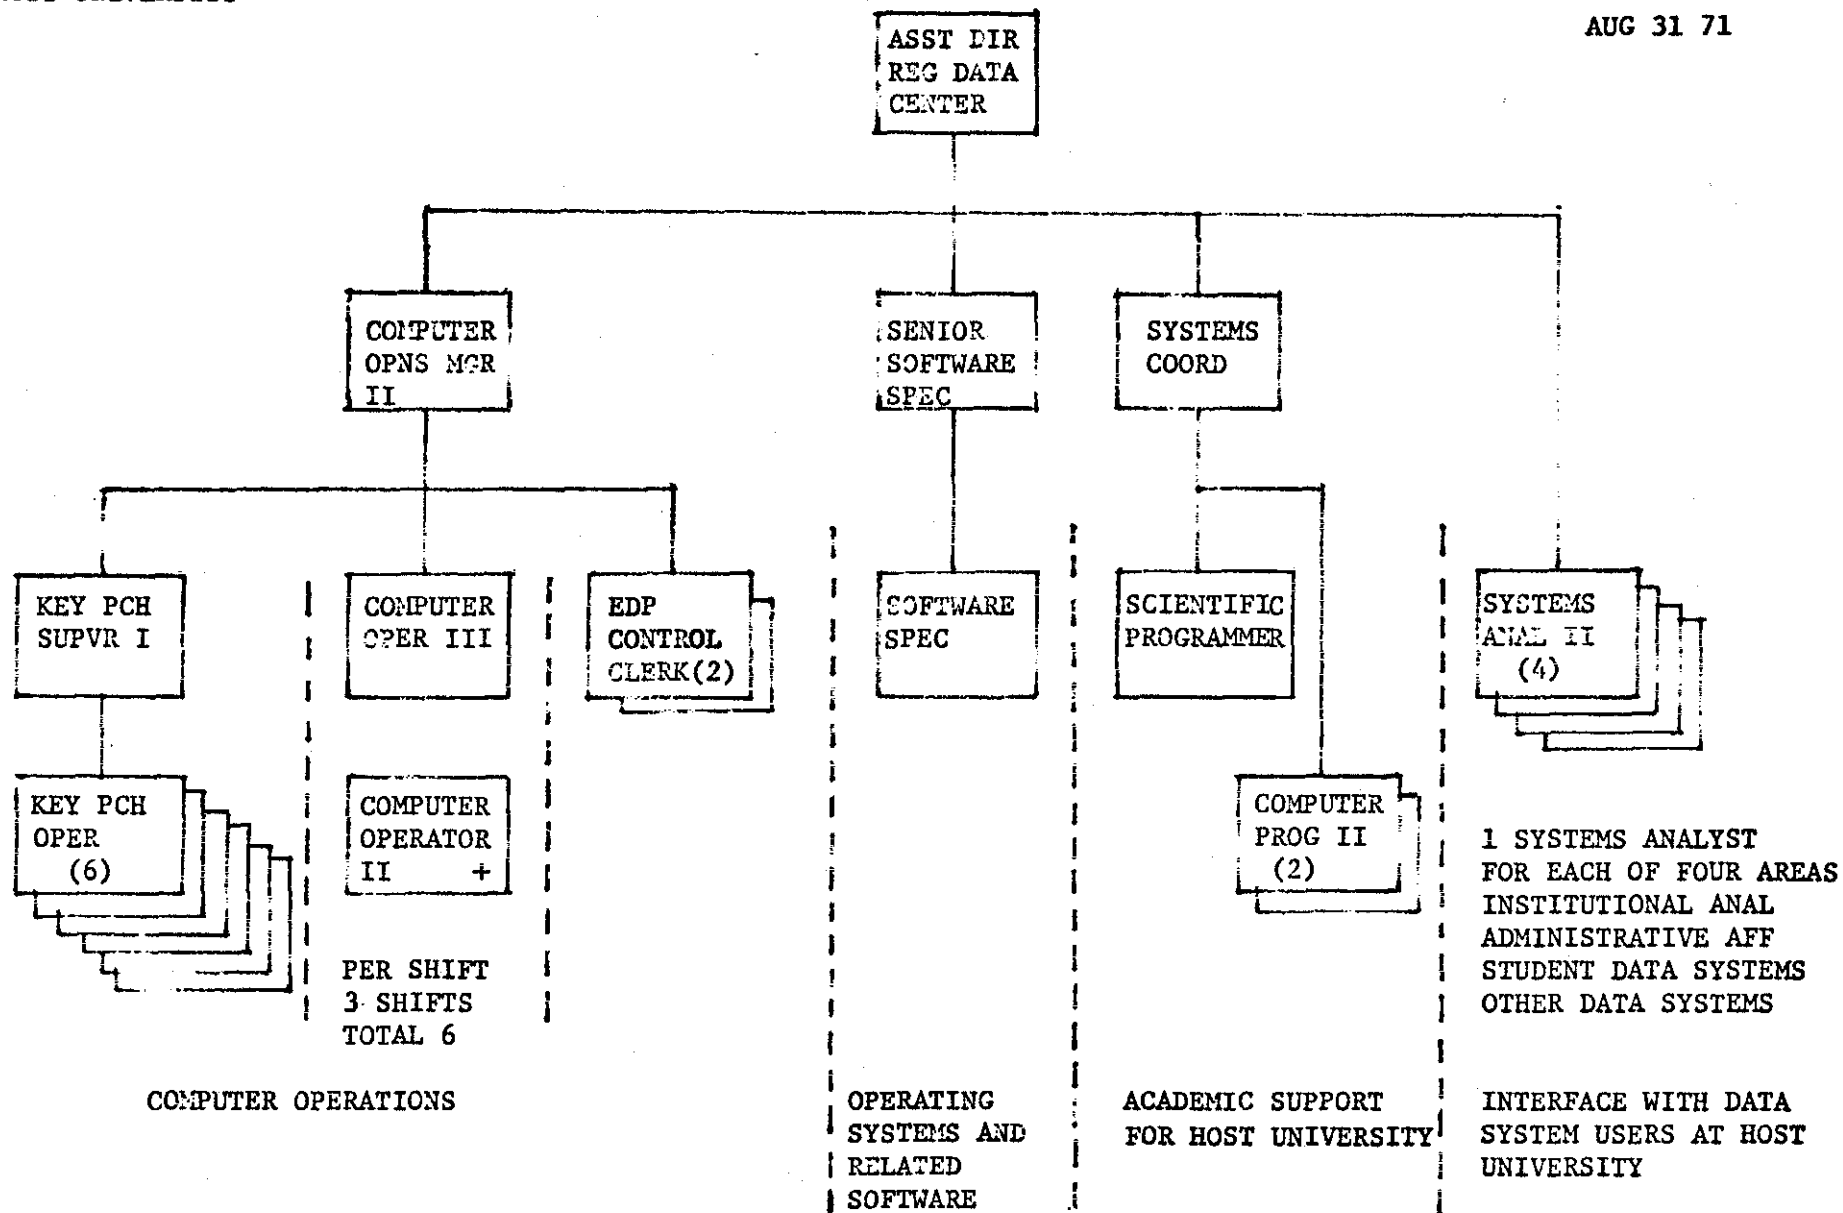 AUG 31 71
ASST DIR
REG DATA
CENTER
COMPUTER
OPNS MGR
II
SENIOR
SOFTWARE
SPEC
SYSTEMS
COORD
KEY PCH
SUPVR I
COMPUTER
OPER III
EDP
CONTROL
CLERK(2)
SOFTWARE
SPEC
SCIENTIFIC
PROGRAMMER
SYSTEMS
ANAL II
(4)
KEY PCH
OPER
(6)
COMPUTER
OPERATOR
II +
COMPUTER
PROG II
(2)
PER SHIFT
3 SHIFTS
TOTAL 6
1 SYSTEMS ANALYST
FOR EACH OF FOUR AREAS
INSTITUTIONAL ANAL
ADMINISTRATIVE AFF
STUDENT DATA SYSTEMS
OTHER DATA SYSTEMS
COMPUTER OPERATIONS
OPERATING
SYSTEMS AND
RELATED
SOFTWARE
ACADEMIC SUPPORT
FOR HOST UNIVERSITY
INTERFACE WITH DATA
SYSTEM USERS AT HOST
UNIVERSITY